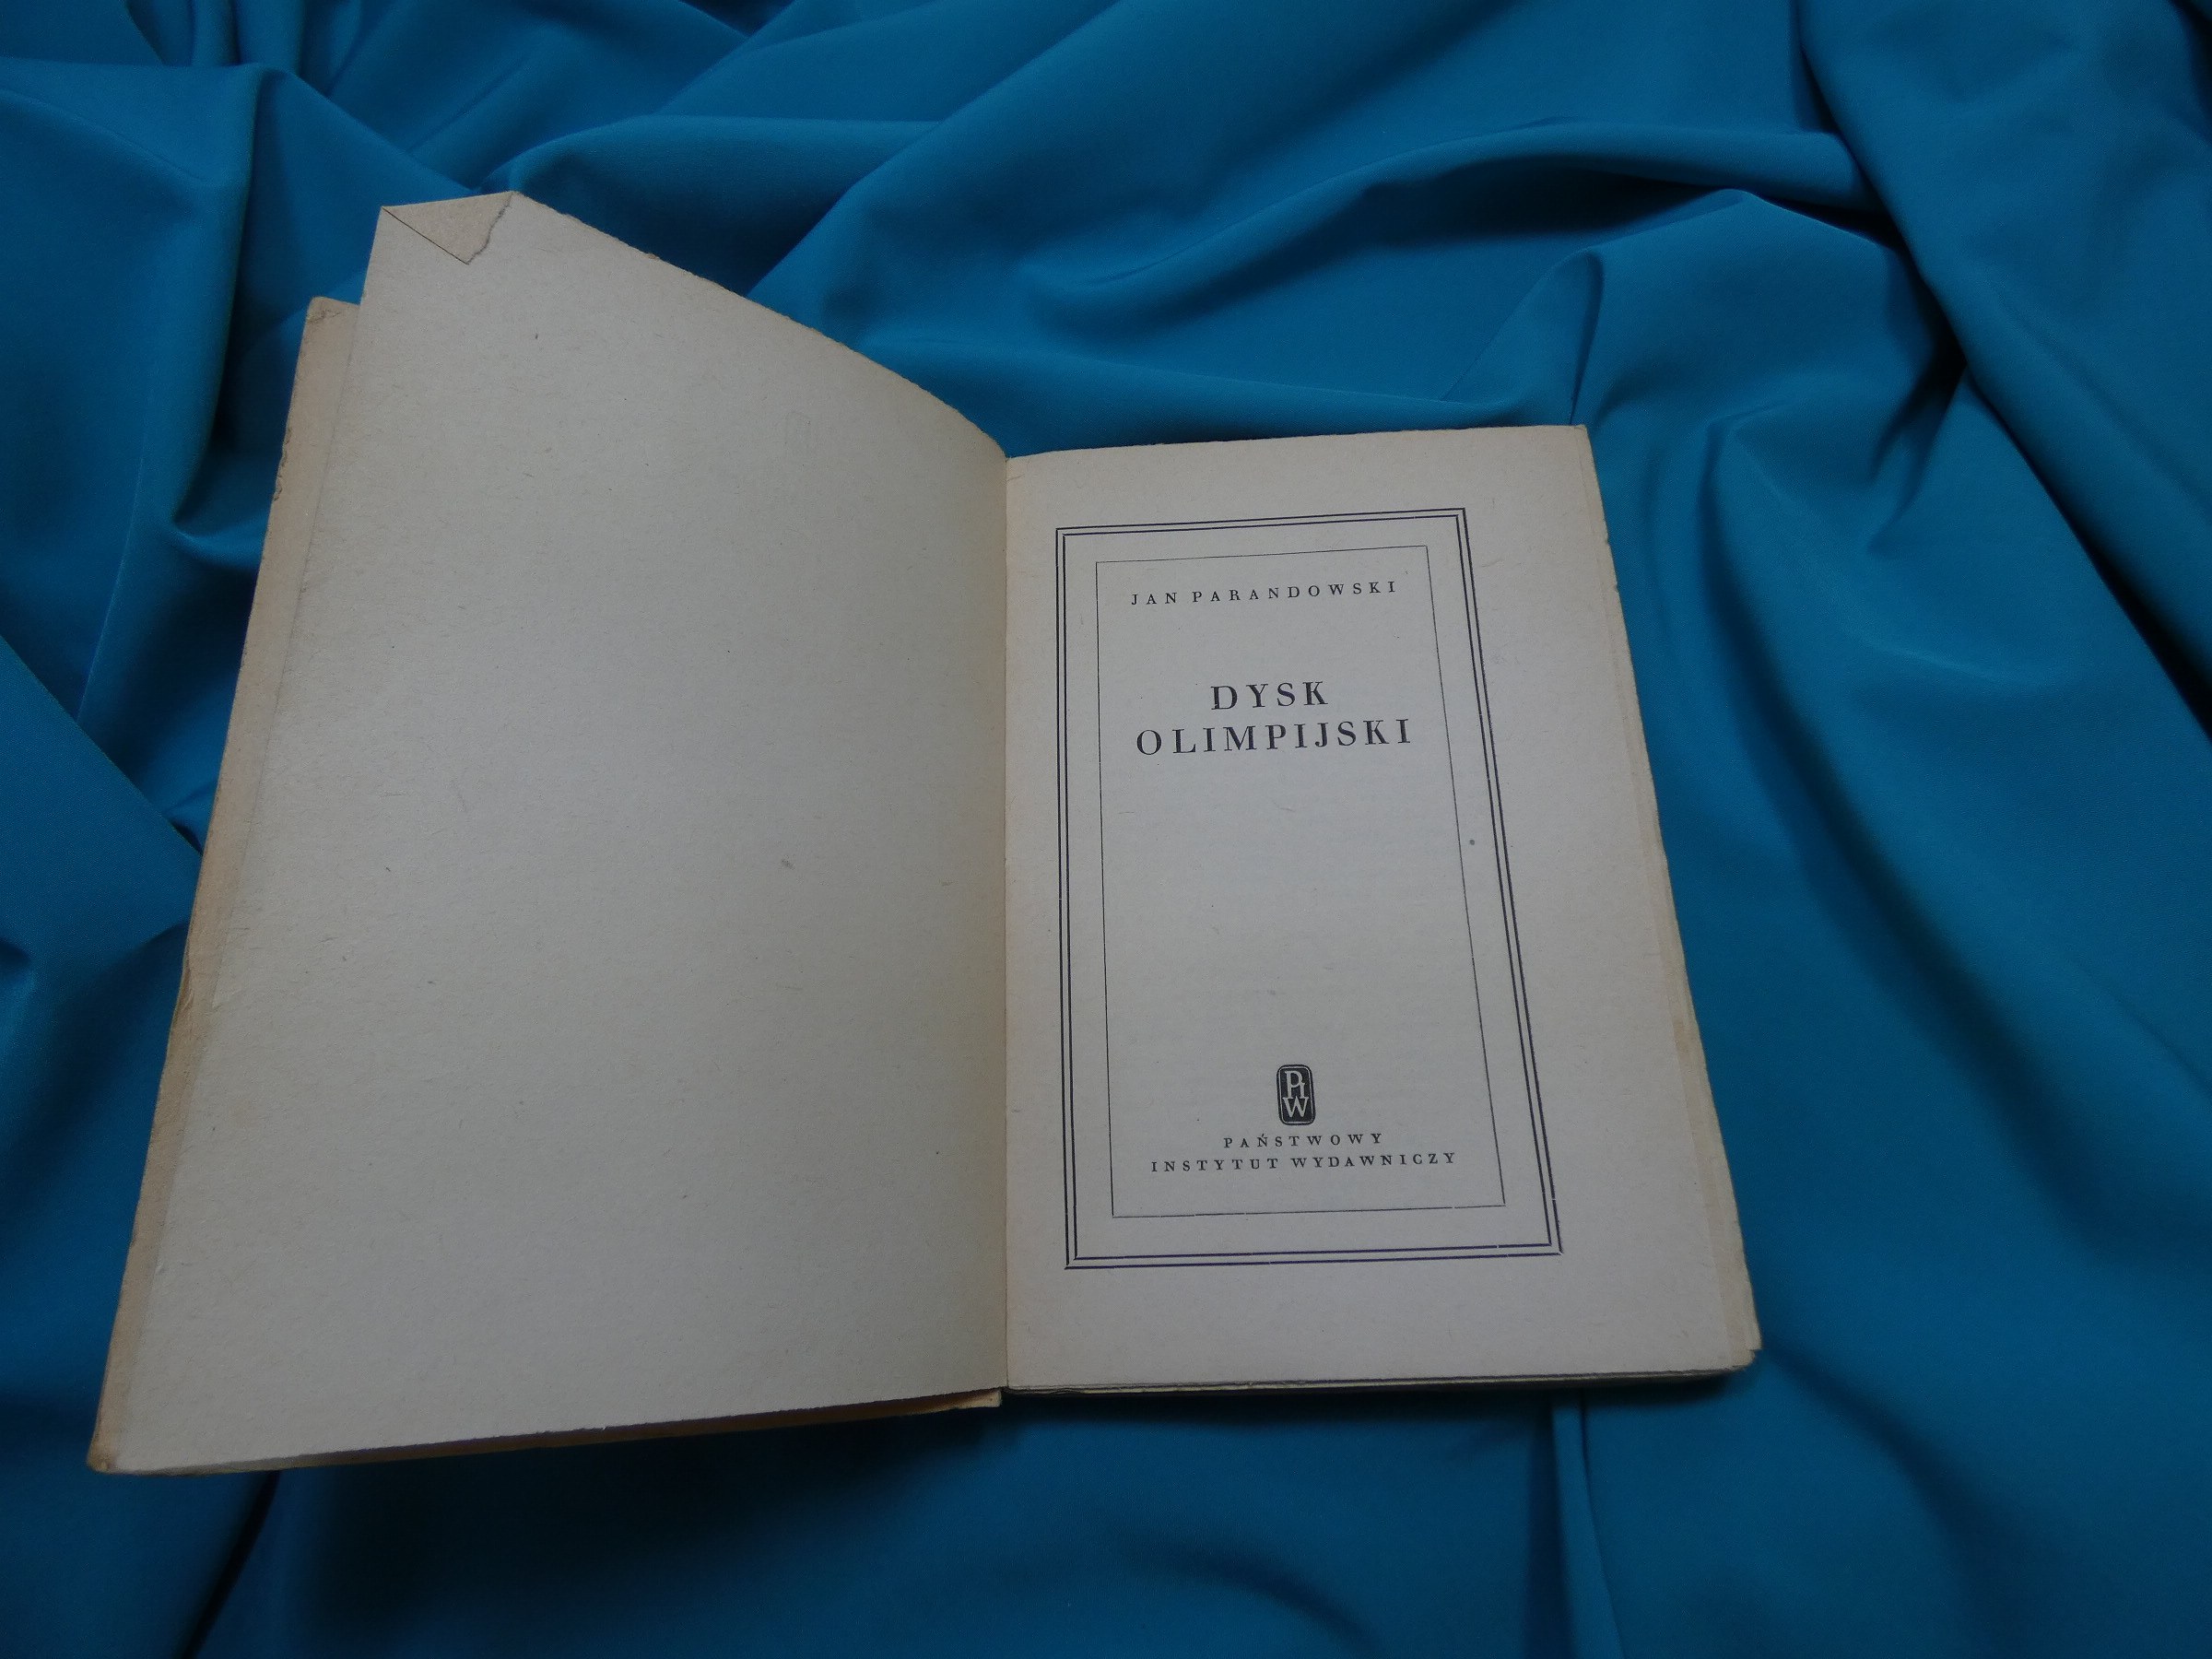 JAN PARANDOWSKI
DYSK
OLIMPIJSKI
PIW
PAŃSTWOWY
INSTYTUT WYDAWNICZY